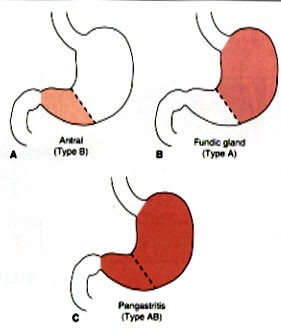 Antral
(Type B)
A
Fundic gland
(Type A)
B
Pangastritis
(Type AB)
C